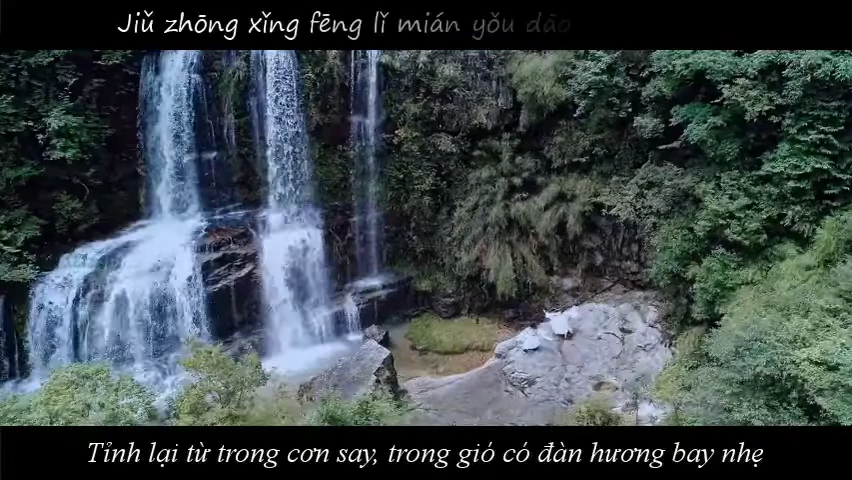 Jiǔ zhōng xǐng fēng lǐ mián yǒu dāo
Tỉnh lại từ trong cơn say, trong gió có đàn hương bay nhẹ